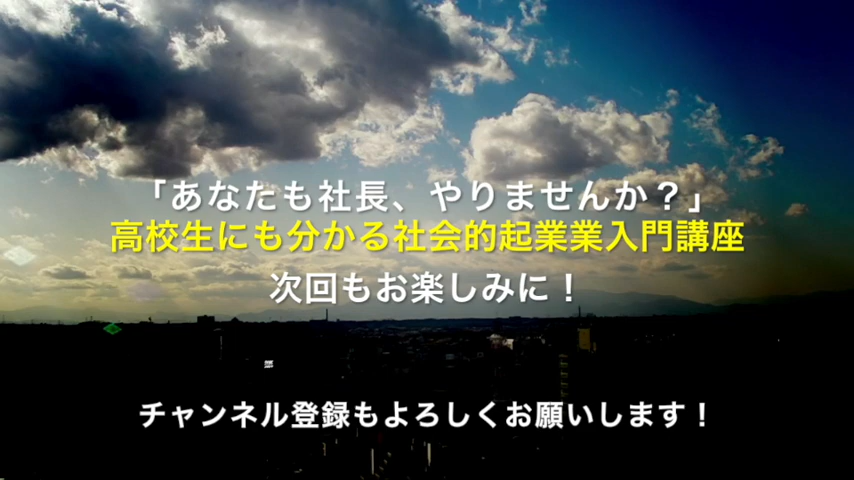 「あなたも社長、やりませんか？」
高校生にも分かる社会的起業業入門講座
次回もお楽しみに！
チャンネル登録もよろしくお願いします！